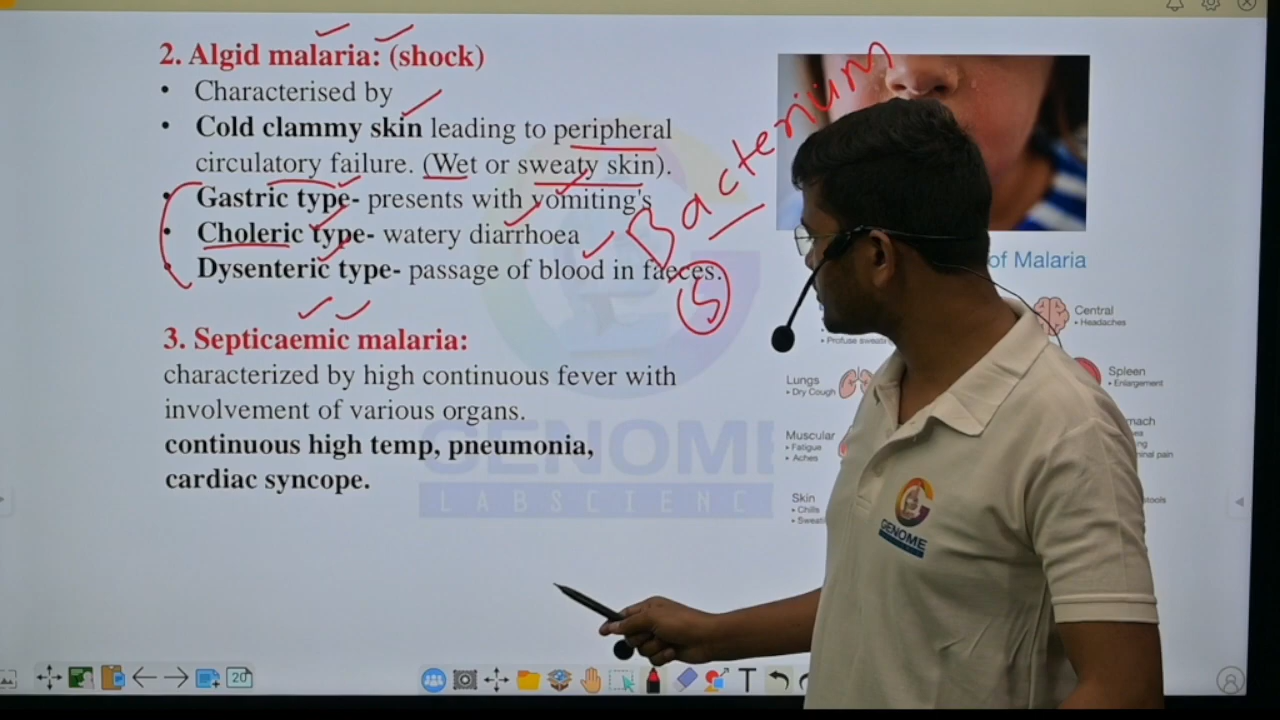 2. Algid malaria: (shock)
• Characterised by
• Cold clammy skin leading to peripheral
circulatory failure. (Wet or sweaty skin).
• Gastric type- presents with vomiting's
• Choleric type- watery diarrhoea
• Dysenteric type- passage of blood in faeces.
Bacterium
S
3. Septicaemic malaria:
characterized by high continuous fever with
involvement of various organs.
continuous high temp, pneumonia,
cardiac syncope.
GENOME
LABSCIENC
of Malaria
Central
• Headaches
Spleen
• Enlargement
Lungs
• Dry Cough
Muscular
• Fatigue
• Aches
Skin
• Chills
GENOME
20
T